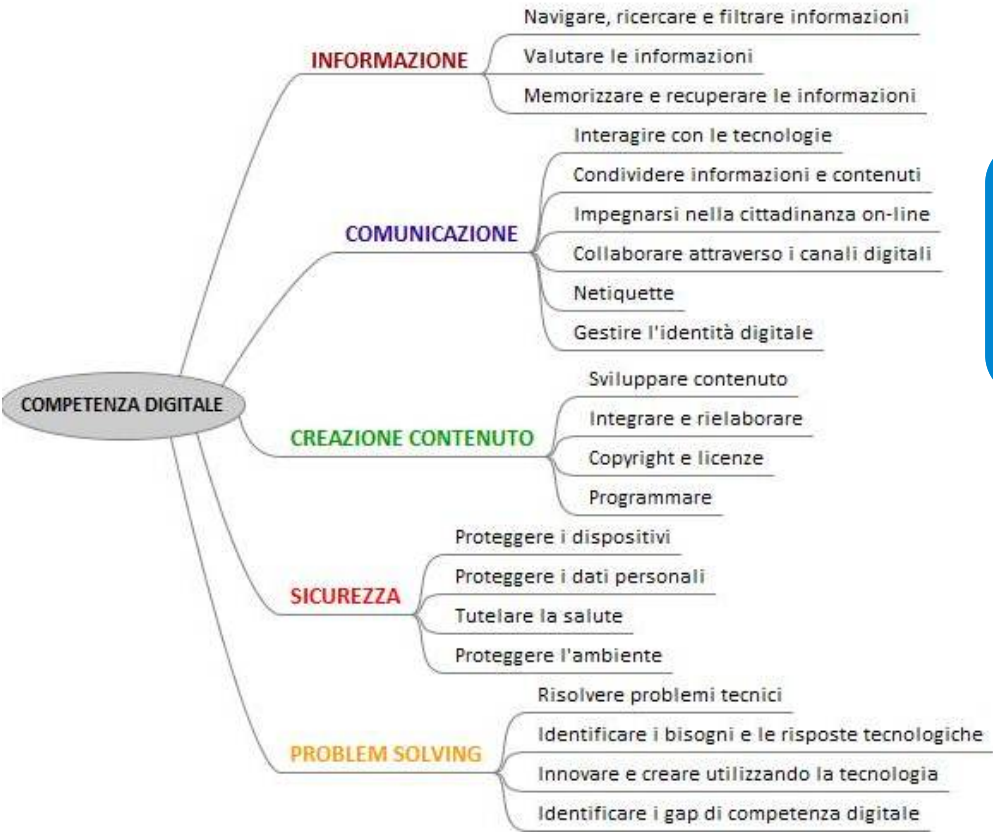 COMPETENZA DIGITALE
INFORMAZIONE
Navigare, ricercare e filtrare informazioni
Valutare le informazioni
Memorizzare e recuperare le informazioni
COMUNICAZIONE
Interagire con le tecnologie
Condividere informazioni e contenuti
Impegnarsi nella cittadinanza on-line
Collaborare attraverso i canali digitali
Netiquette
Gestire l'identità digitale
CREAZIONE CONTENUTO
Sviluppare contenuto
Integrare e rielaborare
Copyright e licenze
Programmare
SICUREZZA
Proteggere i dispositivi
Proteggere i dati personali
Tutelare la salute
Proteggere l'ambiente
PROBLEM SOLVING
Risolvere problemi tecnici
Identificare i bisogni e le risposte tecnologiche
Innovare e creare utilizzando la tecnologia
Identificare i gap di competenza digitale